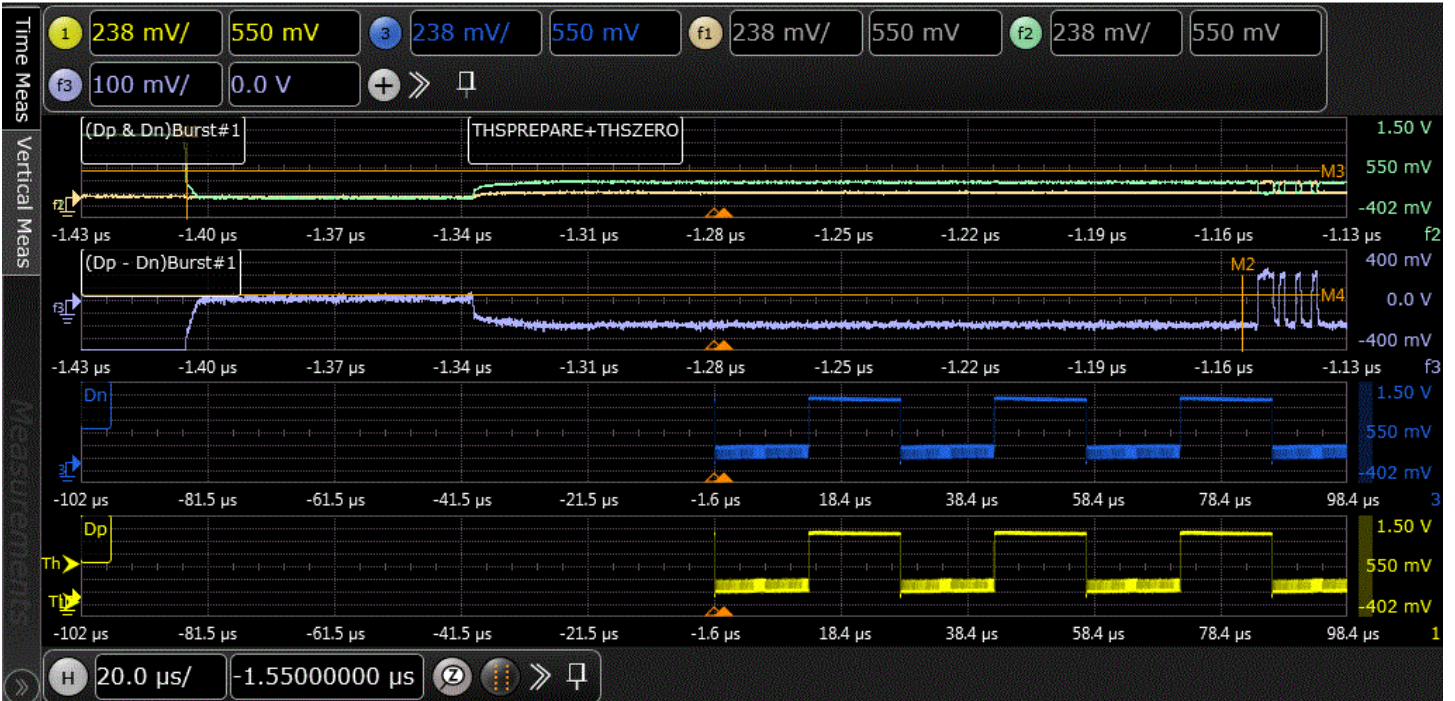 Time Meas
Vertical Meas
Measurements
1 238 mV/ 550 mV 3 238 mV/ 550 mV f1 238 mV/ 550 mV f2 238 mV/ 550 mV
f3 100 mV/ 0.0 V +
(Dp & Dn)Burst#1 THSPREPARE+THSZERO 1.50 V
550 mV
M3
f2
-402 mV
-1.43 µs -1.40 µs -1.37 µs -1.34 µs -1.31 µs -1.28 µs -1.25 µs -1.22 µs -1.19 µs -1.16 µs -1.13 µs f2
(Dp - Dn)Burst#1 M2 400 mV
f3 M4 0.0 V
-400 mV
-1.43 µs -1.40 µs -1.37 µs -1.34 µs -1.31 µs -1.28 µs -1.25 µs -1.22 µs -1.19 µs -1.16 µs -1.13 µs f3
Dn 1.50 V
550 mV
3 -402 mV
-102 µs -81.5 µs -61.5 µs -41.5 µs -21.5 µs -1.6 µs 18.4 µs 38.4 µs 58.4 µs 78.4 µs 98.4 µs 3
Dp 1.50 V
Th 550 mV
-402 mV
-102 µs -81.5 µs -61.5 µs -41.5 µs -21.5 µs -1.6 µs 18.4 µs 38.4 µs 58.4 µs 78.4 µs 98.4 µs 1
H 20.0 µs/ -1.55000000 µs Z